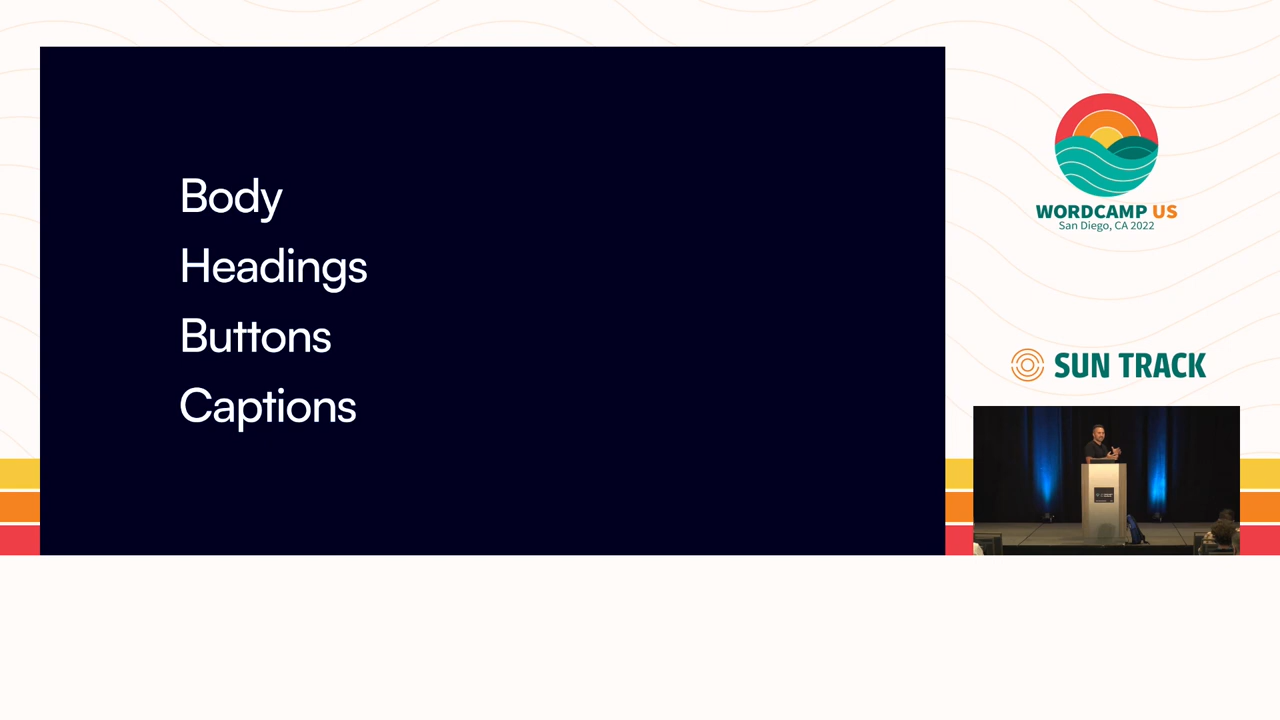 Body
Headings
Buttons
Captions
WORDCAMP US
San Diego, CA 2022
SUN TRACK